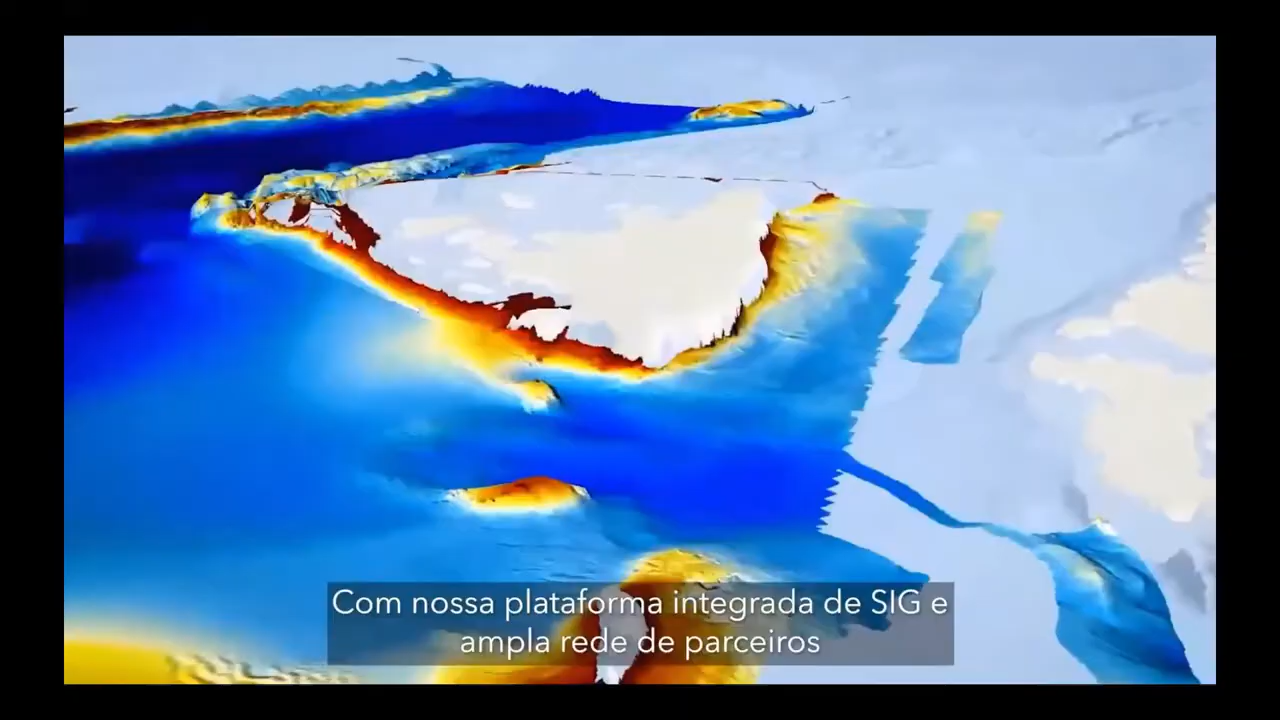 Com nossa plataforma integrada de SIG e
ampla rede de parceiros